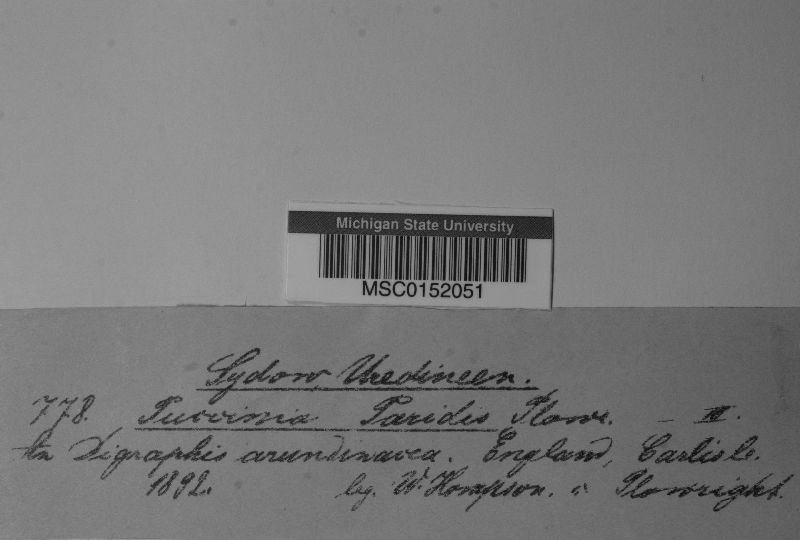 Michigan State University
MSC0152051
Sydow, Uredineen.
778. Puccinia Paridis Plowr. — III.
An Digraphis arundinacea. England, Carlisle.
1892. leg. W. Thompson. Plowright.